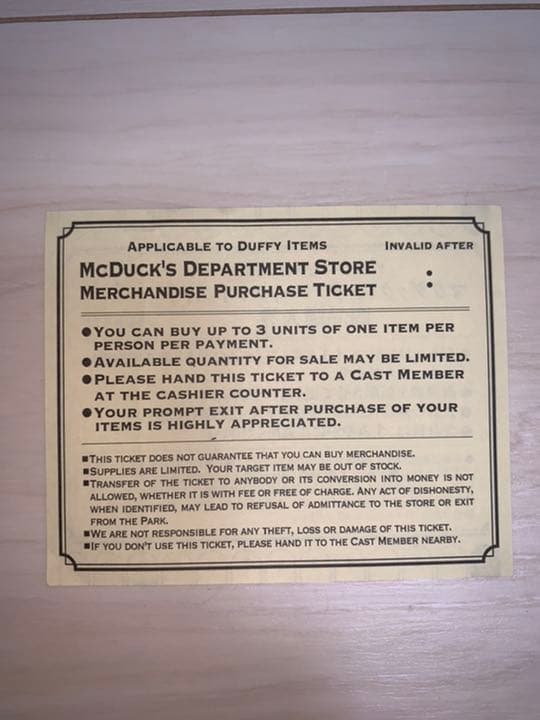 APPLICABLE TO DUFFY ITEMS INVALID AFTER
MCDUCK'S DEPARTMENT STORE
MERCHANDISE PURCHASE TICKET :
●YOU CAN BUY UP TO 3 UNITS OF ONE ITEM PER
PERSON PER PAYMENT.
●AVAILABLE QUANTITY FOR SALE MAY BE LIMITED.
●PLEASE HAND THIS TICKET TO A CAST MEMBER
AT THE CASHIER COUNTER.
●YOUR PROMPT EXIT AFTER PURCHASE OF YOUR
ITEMS IS HIGHLY APPRECIATED.
■THIS TICKET DOES NOT GUARANTEE THAT YOU CAN BUY MERCHANDISE.
■SUPPLIES ARE LIMITED. YOUR TARGET ITEM MAY BE OUT OF STOCK.
■TRANSFER OF THE TICKET TO ANYBODY OR ITS CONVERSION INTO MONEY IS NOT
ALLOWED, WHETHER IT IS WITH FEE OR FREE OF CHARGE. ANY ACT OF DISHONESTY,
WHEN IDENTIFIED, MAY LEAD TO REFUSAL OF ADMITTANCE TO THE STORE OR EXIT
FROM THE PARK.
■WE ARE NOT RESPONSIBLE FOR ANY THEFT, LOSS OR DAMAGE OF THIS TICKET.
■IF YOU DON'T USE THIS TICKET, PLEASE HAND IT TO THE CAST MEMBER NEARBY.